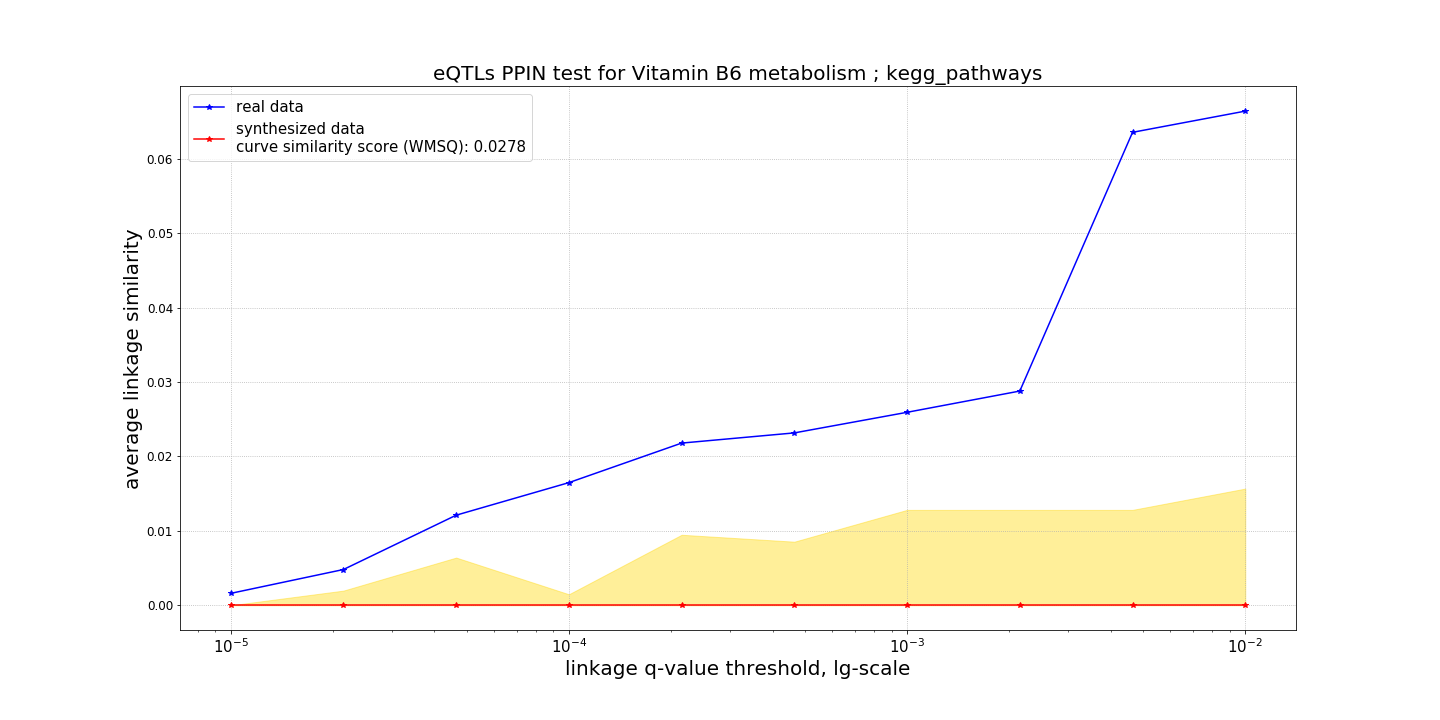 eQTLs PPIN test for Vitamin B6 metabolism ; kegg_pathways
real data
synthesized data
curve similarity score (WMSQ): 0.0278
0.06
0.05
0.04
0.03
0.02
0.01
0.00
average linkage similarity
10⁻⁵ 10⁻⁴ 10⁻³ 10⁻²
linkage q-value threshold, lg-scale